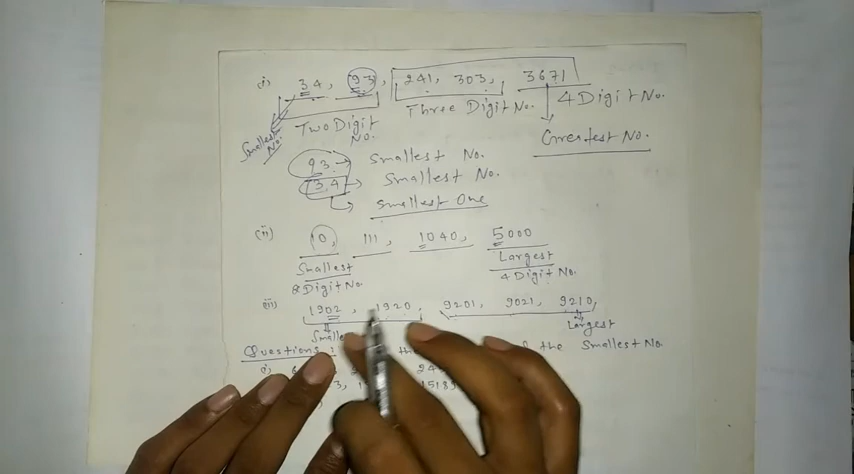 (i) 34, 93, 241, 303, 3671
Two Digit No. Three Digit No. 4 Digit No.
Smallest No. Greatest No.
93 → Smallest No.
34 → Smallest No.
Smallest One
(ii) 10, 111, 1040, 5000
Smallest Largest
2 Digit No. 4 Digit No.
(iii) 1902, 1920, 9201, 9021, 9210,
Largest
Questions: the Smallest No.
i,